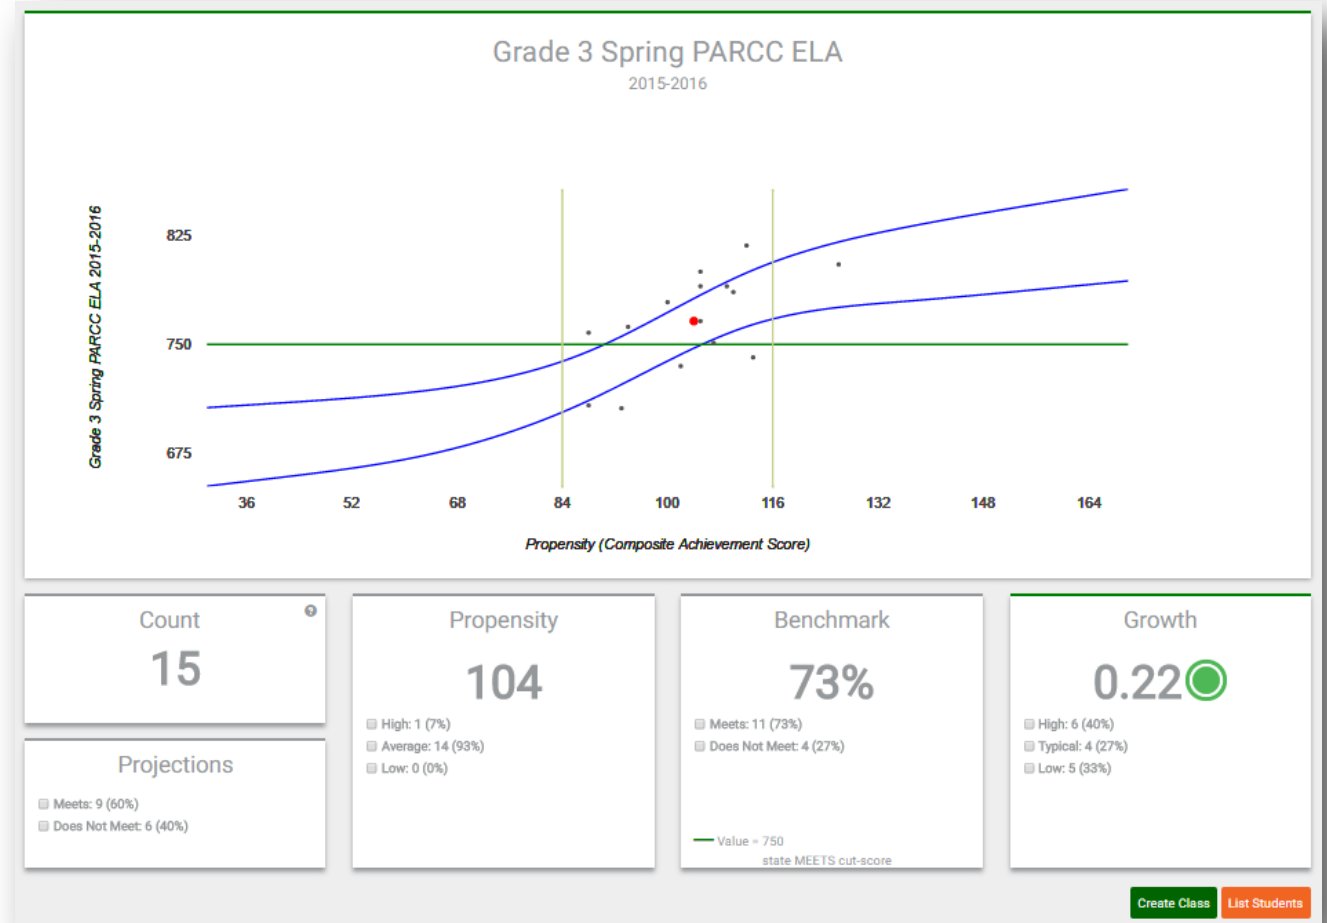 Grade 3 Spring PARCC ELA
2015-2016
Grade 3 Spring PARCC ELA 2015-2016
825
750
675
36 52 68 84 100 116 132 148 164
Propensity (Composite Achievement Score)
Count
15
Projections
Meets: 9 (60%)
Does Not Meet: 6 (40%)
Propensity
104
High: 1 (7%)
Average: 14 (93%)
Low: 0 (0%)
Benchmark
73%
Meets: 11 (73%)
Does Not Meet: 4 (27%)
Value = 750
state MEETS cut-score
Growth
0.22
High: 6 (40%)
Typical: 4 (27%)
Low: 5 (33%)
Create Class
List Students